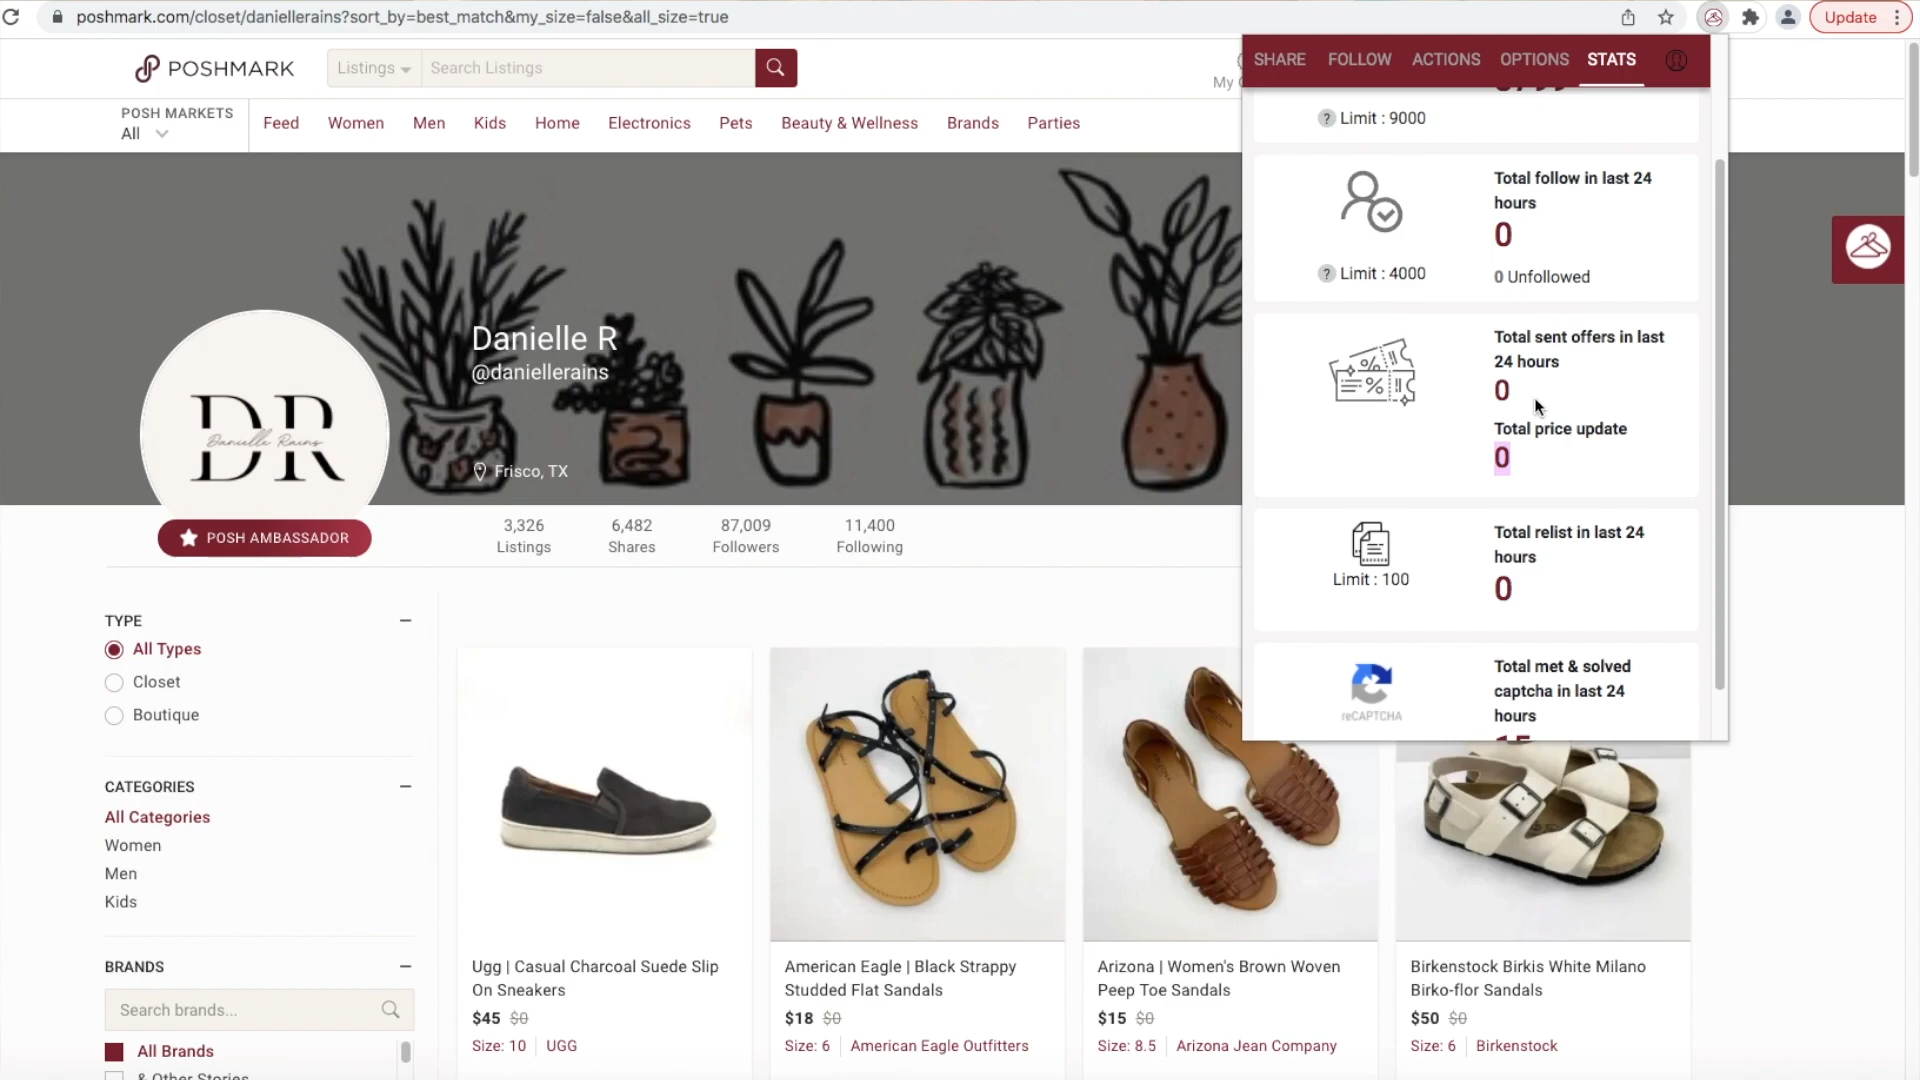 poshmark.com/closet/daniellerains?sort_by=best_match&my_size=false&all_size=true
Update
POSHMARK
Listings
Search Listings
My
SHARE
FOLLOW
ACTIONS
OPTIONS
STATS
POSH MARKETS
All
Feed
Women
Men
Kids
Home
Electronics
Pets
Beauty & Wellness
Brands
Parties
? Limit : 9000
Total follow in last 24
hours
0
? Limit : 4000
0 Unfollowed
Total sent offers in last
24 hours
0
Total price update
0
Total relist in last 24
hours
Limit : 100
0
Total met & solved
captcha in last 24
hours
reCAPTCHA
DR
Danielle Rains
Danielle R
@daniellerains
Frisco, TX
POSH AMBASSADOR
3,326
Listings
6,482
Shares
87,009
Followers
11,400
Following
TYPE
All Types
Closet
Boutique
CATEGORIES
All Categories
Women
Men
Kids
BRANDS
Search brands...
All Brands
& Other Stories
Ugg | Casual Charcoal Suede Slip
On Sneakers
$45 $0
Size: 10
UGG
American Eagle | Black Strappy
Studded Flat Sandals
$18 $0
Size: 6
American Eagle Outfitters
Arizona | Women's Brown Woven
Peep Toe Sandals
$15 $0
Size: 8.5
Arizona Jean Company
Birkenstock Birkis White Milano
Birko-flor Sandals
$50 $0
Size: 6
Birkenstock